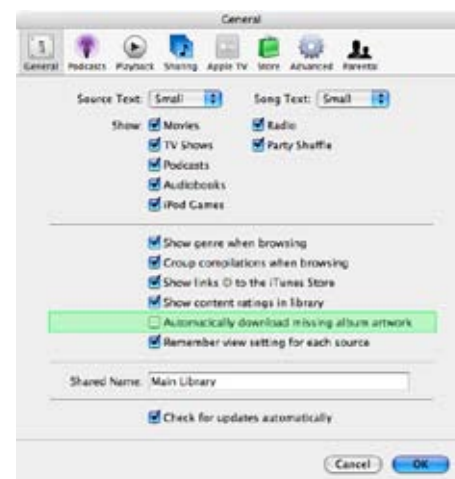 General
General Podcasts Playback Sharing Apple TV Store Advanced Parental
Source Text: Small Song Text: Small
Show: Movies Radio
TV Shows Party Shuffle
Podcasts
Audiobooks
iPod Games
Show genre when browsing
Group compilations when browsing
Show links to the iTunes Store
Show content ratings in library
Automatically download missing album artwork
Remember view setting for each source
Shared Name: Main Library
Check for updates automatically
Cancel OK